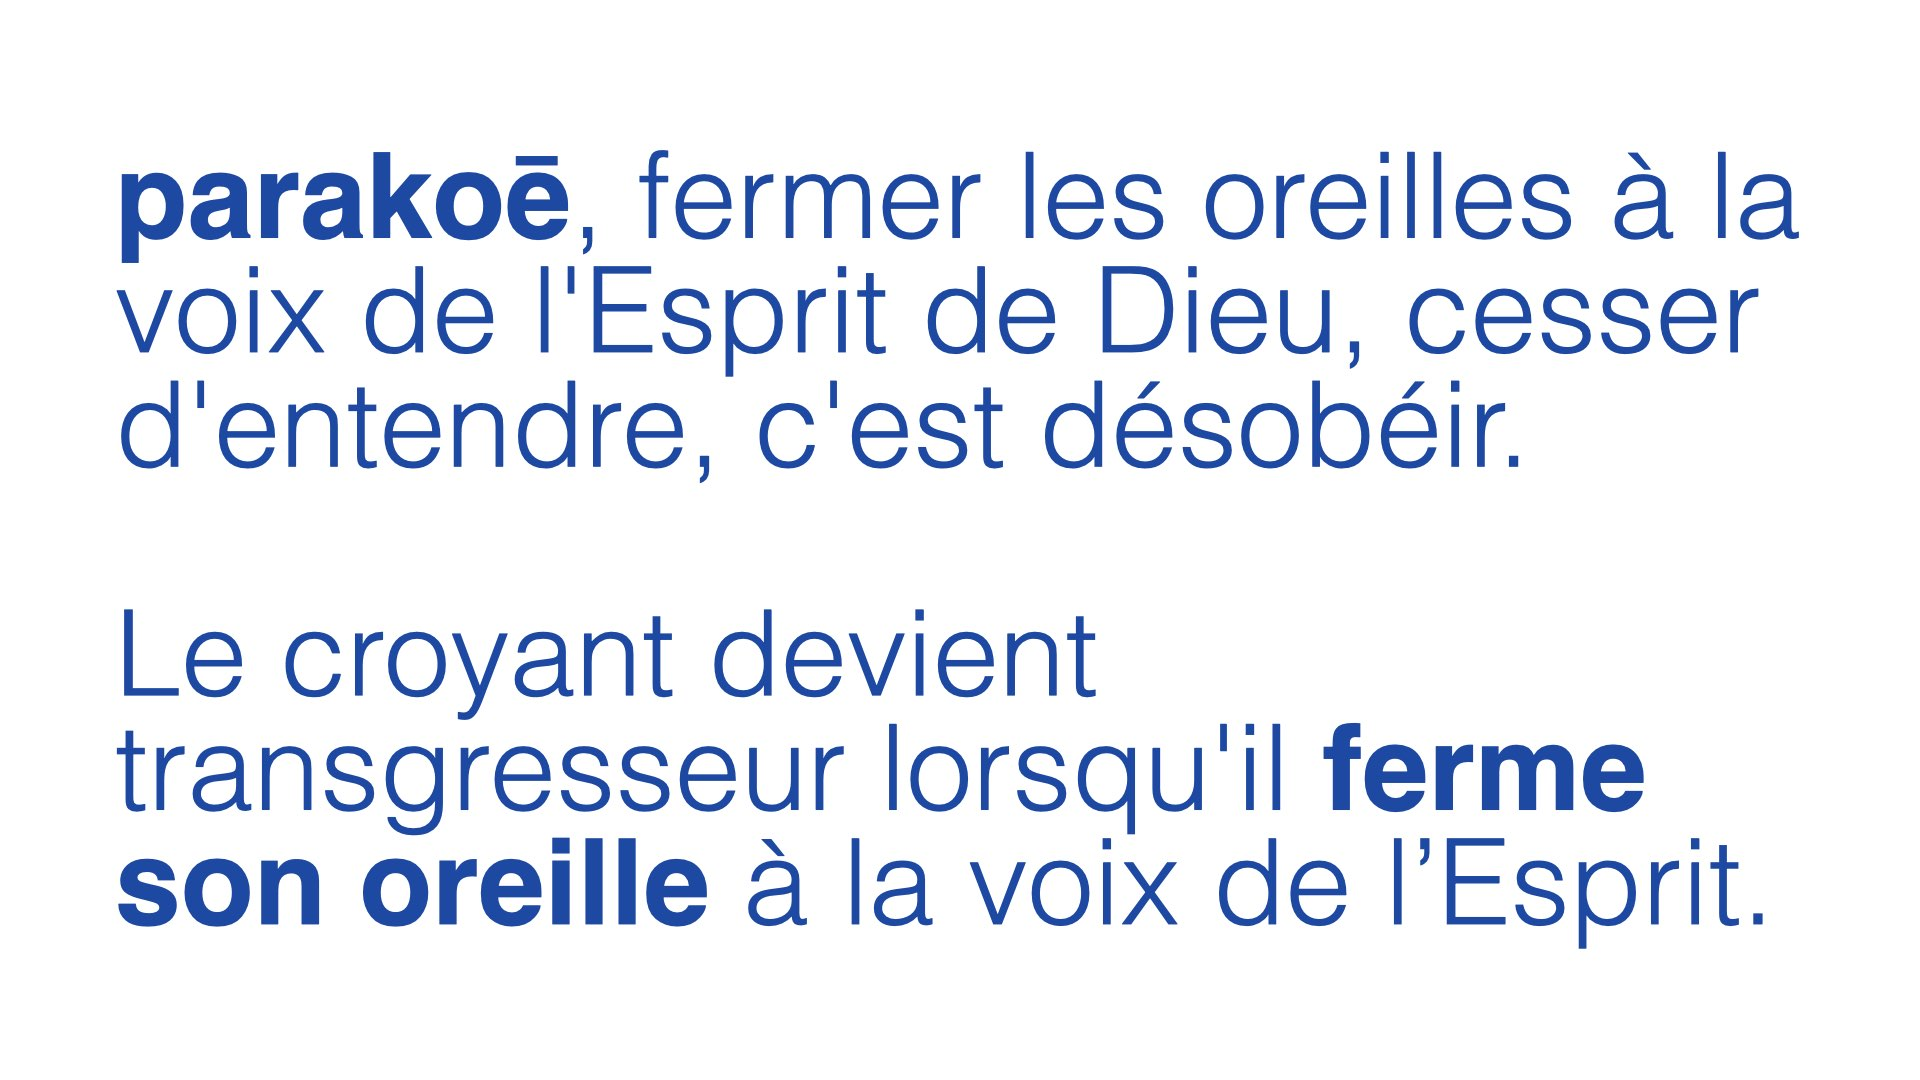 parakoē, fermer les oreilles à la
voix de l'Esprit de Dieu, cesser
d'entendre, c'est désobéir.
Le croyant devient
transgresseur lorsqu'il ferme
son oreille à la voix de l’Esprit.